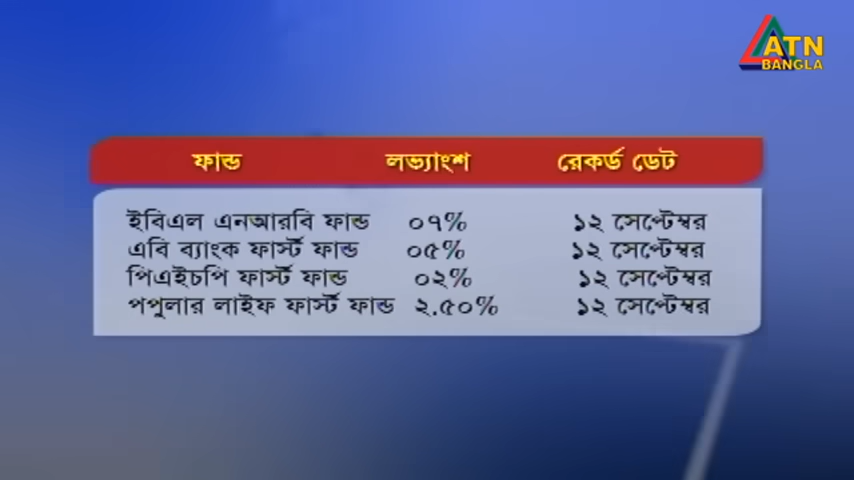 ATN
BANGLA
ফান্ড লভ্যাংশ রেকর্ড ডেট
ইবিএল এনআরবি ফান্ড ০৭% ১২ সেপ্টেম্বর
এবি ব্যাংক ফার্স্ট ফান্ড ০৫% ১২ সেপ্টেম্বর
পিএইচপি ফার্স্ট ফান্ড ০২% ১২ সেপ্টেম্বর
পপুলার লাইফ ফার্স্ট ফান্ড ২.৫০% ১২ সেপ্টেম্বর